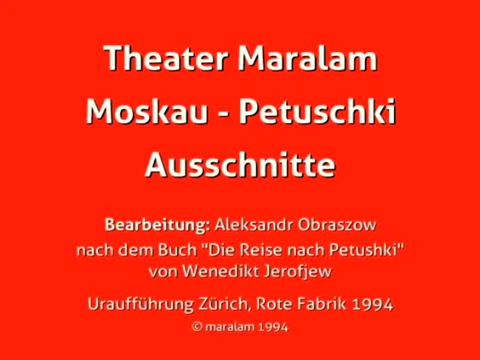 Theater Maralam
Moskau - Petuschki
Ausschnitte
Bearbeitung: Aleksandr Obraszow
nach dem Buch "Die Reise nach Petushki"
von Wenedikt Jerofjew
Uraufführung Zürich, Rote Fabrik 1994
© maralam 1994